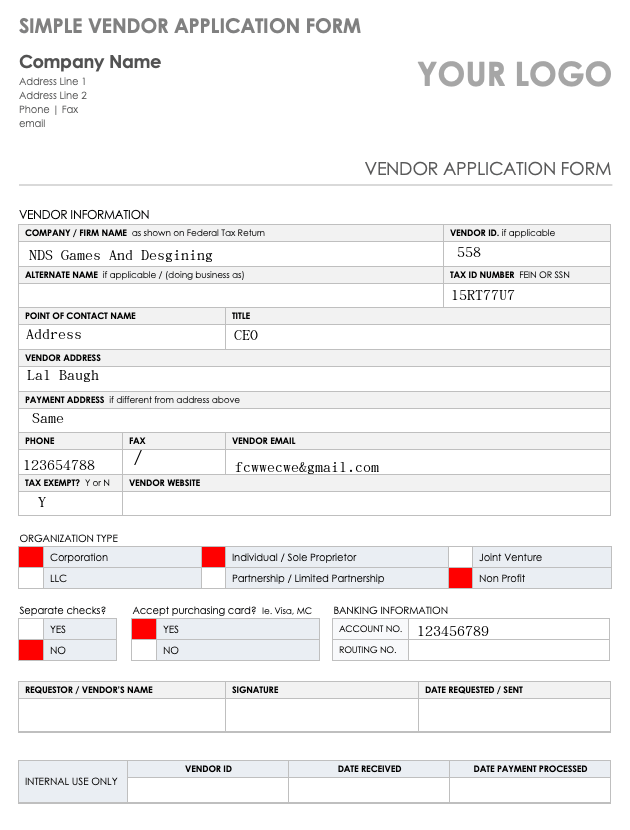 SIMPLE VENDOR APPLICATION FORM
Company Name
YOUR LOGO
Address Line 1
Address Line 2
Phone | Fax
email
VENDOR APPLICATION FORM
VENDOR INFORMATION
COMPANY / FIRM NAME as shown on Federal Tax Return VENDOR ID. if applicable
NDS Games And Desgining 558
ALTERNATE NAME if applicable / (doing business as) TAX ID NUMBER FEIN OR SSN
15RT77U7
POINT OF CONTACT NAME TITLE
Address CEO
VENDOR ADDRESS
Lal Baugh
PAYMENT ADDRESS if different from address above
Same
PHONE FAX VENDOR EMAIL
123654788 / fcwwecwe&gmail.com
TAX EXEMPT? Y or N VENDOR WEBSITE
Y
ORGANIZATION TYPE
Corporation Individual / Sole Proprietor Joint Venture
LLC Partnership / Limited Partnership Non Profit
Separate checks? Accept purchasing card? Ie. Visa, MC BANKING INFORMATION
YES YES ACCOUNT NO. 123456789
NO NO ROUTING NO.
REQUESTOR / VENDOR'S NAME SIGNATURE DATE REQUESTED / SENT
INTERNAL USE ONLY VENDOR ID DATE RECEIVED DATE PAYMENT PROCESSED